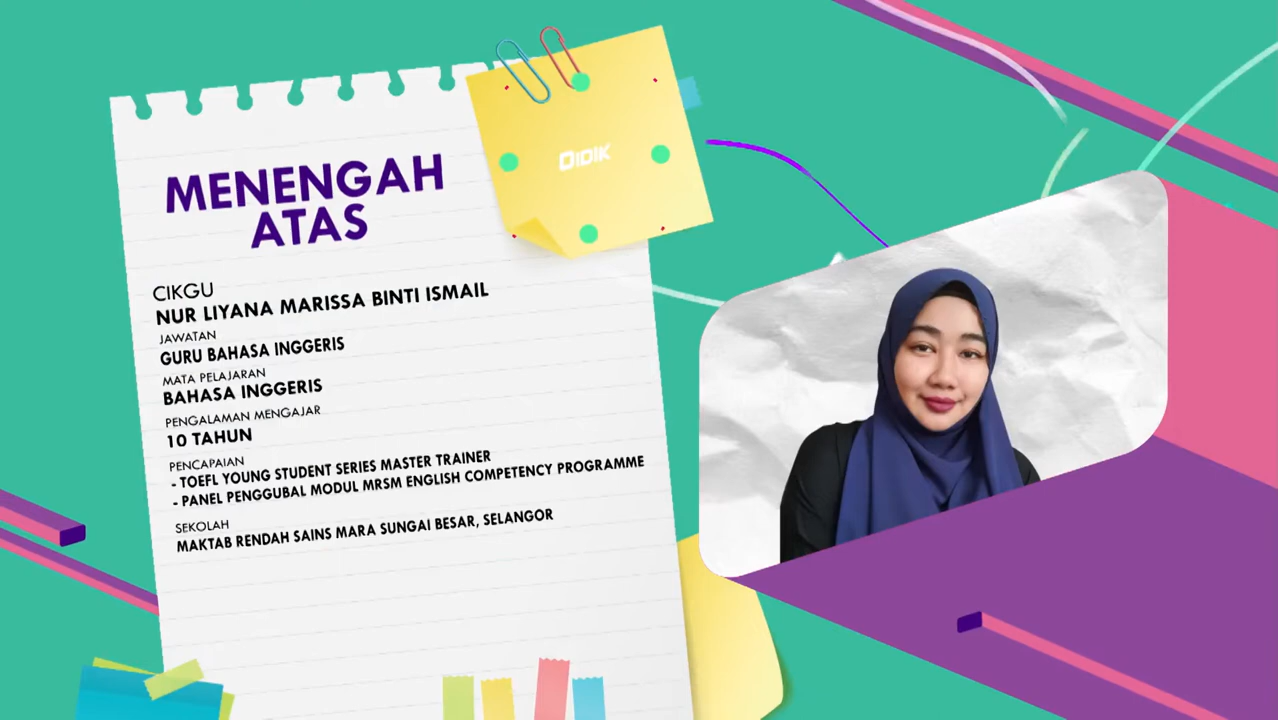 DIDIK
MENENGAH
ATAS
CIKGU
NUR LIYANA MARISSA BINTI ISMAIL
JAWATAN
GURU BAHASA INGGERIS
MATA PELAJARAN
BAHASA INGGERIS
PENGALAMAN MENGAJAR
10 TAHUN
PENCAPAIAN
- TOEFL YOUNG STUDENT SERIES MASTER TRAINER
- PANEL PENGGUBAL MODUL MRSM ENGLISH COMPETENCY PROGRAMME
SEKOLAH
MAKTAB RENDAH SAINS MARA SUNGAI BESAR, SELANGOR